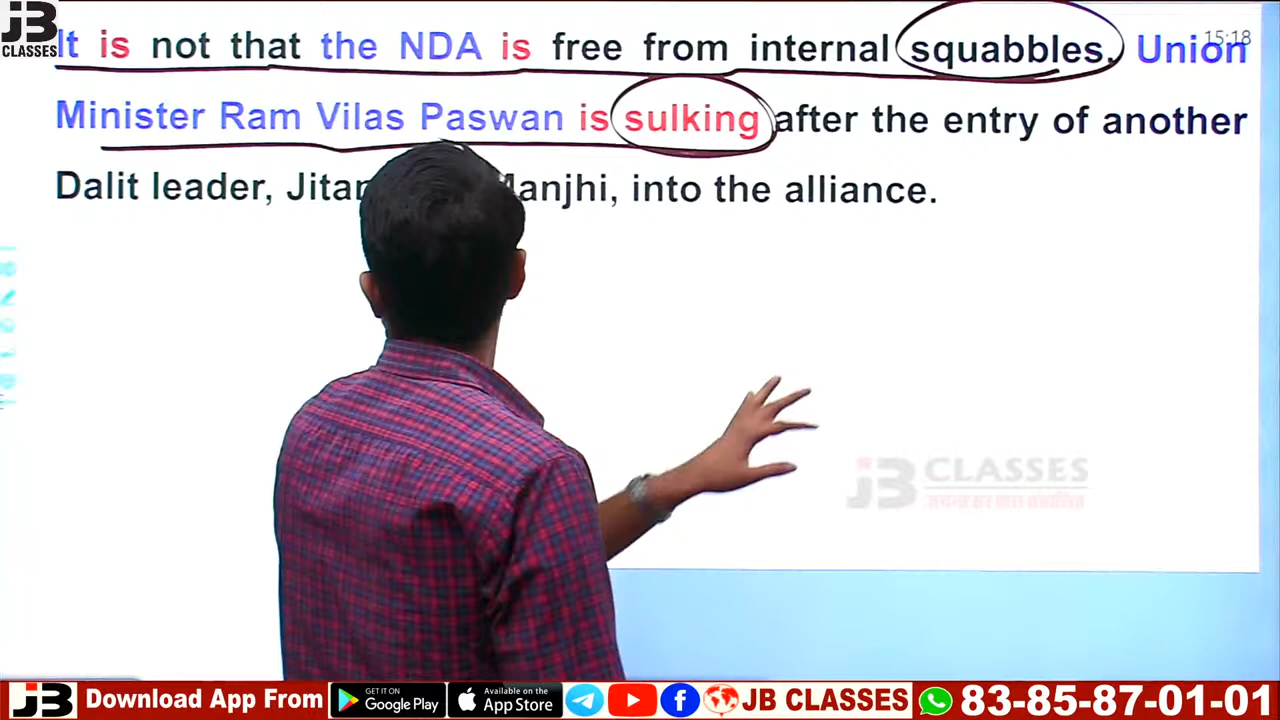 JB
CLASSES
It is not that the NDA is free from internal squabbles. Union
15:18
Minister Ram Vilas Paswan is sulking after the entry of another
Dalit leader, Jitan Manjhi, into the alliance.
JB CLASSES
JB Download App From GET IT ON Google Play Available on the App Store JB CLASSES 83-85-87-01-01